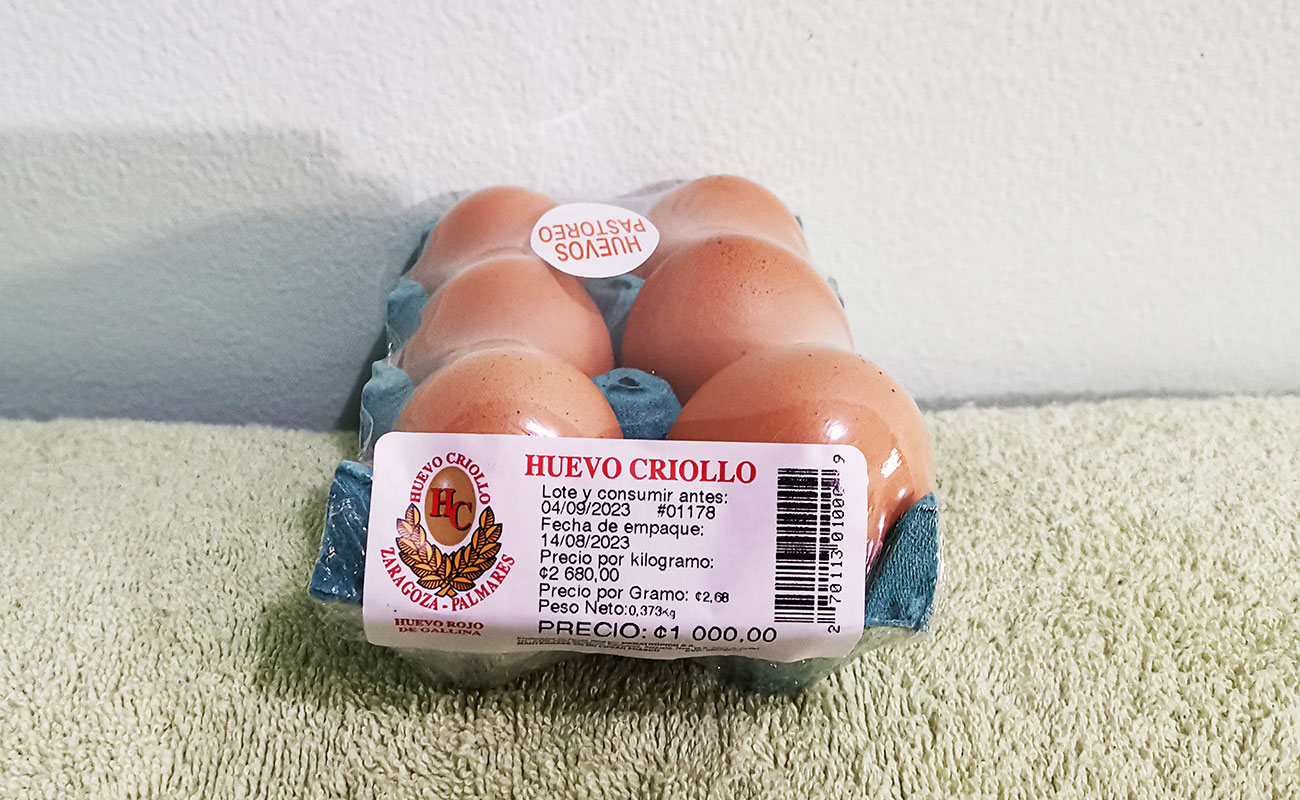 HUEVOS
PASTOREO
HUEVO CRIOLLO
HC
ZARAGOZA - PALMARES
HUEVO ROJO
DE GALLINA
HUEVO CRIOLLO
Lote y consumir antes:
04/09/2023 #01178
Fecha de empaque:
14/08/2023
Precio por kilogramo:
¢2 680,00
Precio por Gramo: ¢2,68
Peso Neto:0,373Kg
PRECIO: ¢1 000,00